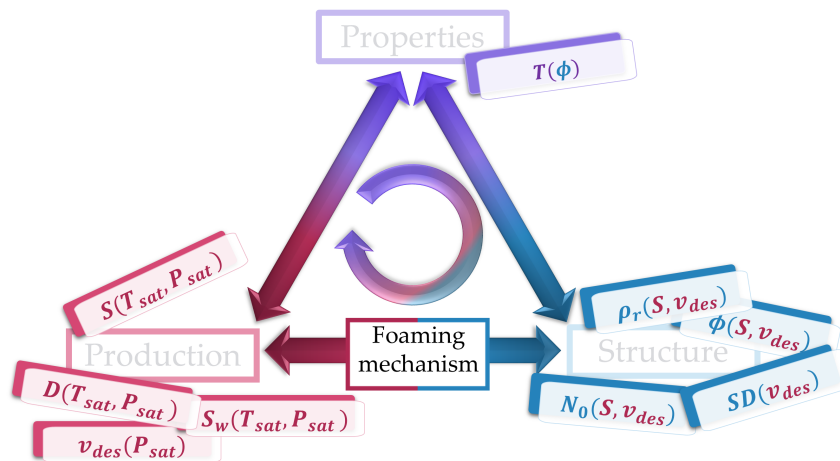 Properties
T(ϕ)
S(T_sat, P_sat)
ρ_r(S, v_des)
Φ(S, v_des)
Foaming
mechanism
Production
Structure
D(T_sat, P_sat)
S_w(T_sat, P_sat)
N_0(S, v_des)
SD(v_des)
v_des(P_sat)